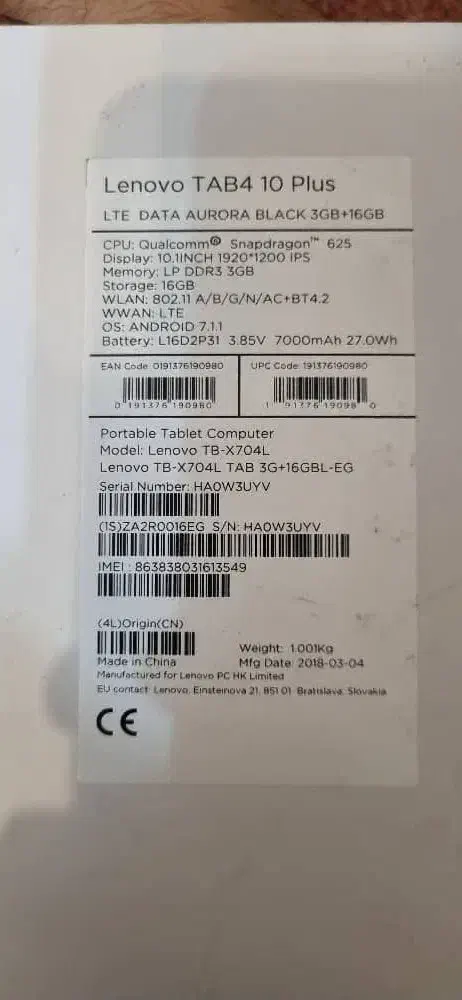 Lenovo TAB4 10 Plus
LTE DATA AURORA BLACK 3GB+16GB
CPU: Qualcomm® Snapdragon™ 625
Display: 10.1INCH 1920*1200 IPS
Memory: LP DDR3 3GB
Storage: 16GB
WLAN: 802.11 A/B/G/N/AC+BT4.2
WWAN: LTE
OS: ANDROID 7.1.1
Battery: L16D2P31 3.85V 7000mAh 27.0Wh
EAN Code: 0191376190980
UPC Code: 191376190980
0 191376 190980
1 91376 19098 0
Portable Tablet Computer
Model: Lenovo TB-X704L
Lenovo TB-X704L TAB 3G+16GBL-EG
Serial Number: HA0W3UYV
(1S)ZA2R0016EG S/N: HA0W3UYV
IMEI : 863838031613549
(4L)Origin(CN)
Made in China
Weight: 1.001Kg
Mfg Date: 2018-03-04
Manufactured for Lenovo PC HK Limited
EU contact: Lenovo, Einsteinova 21, 851 01 Bratislava, Slovakia
CE